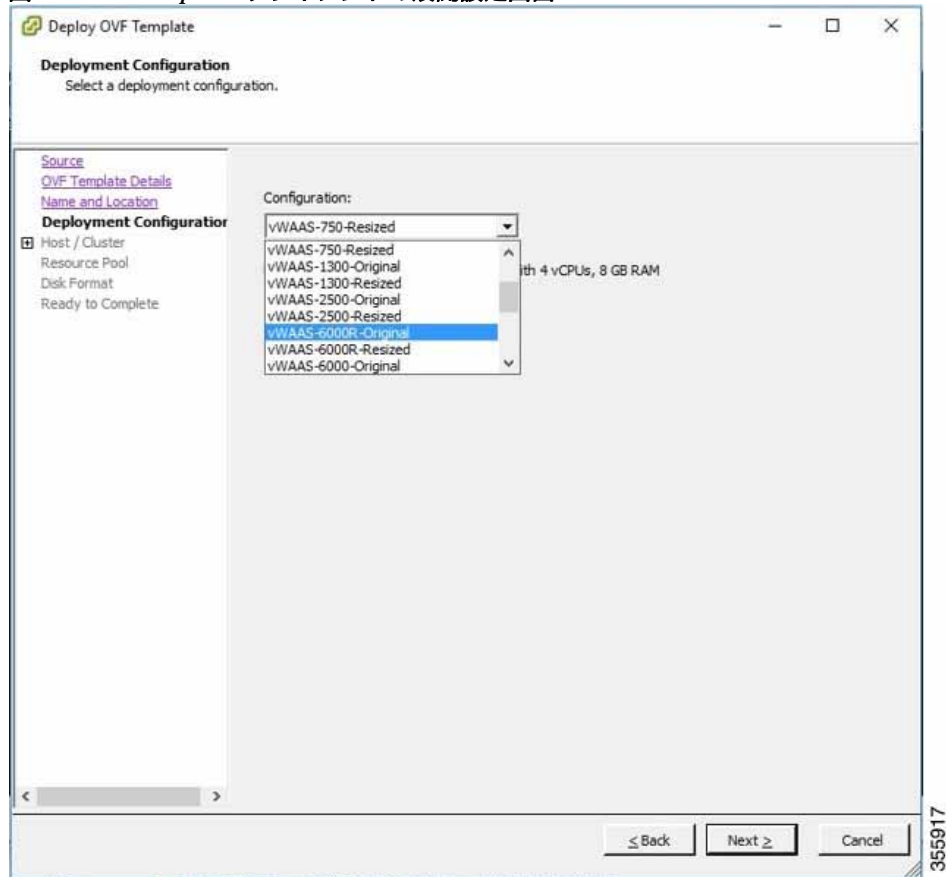 Deploy OVF Template
Deployment Configuration
Select a deployment configuration.
Source
OVF Template Details
Name and Location
Deployment Configuration
Host / Cluster
Resource Pool
Disk Format
Ready to Complete
Configuration:
vWAAS-750-Resized
vWAAS-750-Resized
vWAAS-1300-Original
vWAAS-1300-Resized
vWAAS-2500-Original
vWAAS-2500-Resized
vWAAS-6000R-Original
vWAAS-6000R-Resized
vWAAS-6000-Original
ith 4 vCPUs, 8 GB RAM
≤ Back
Next ≥
Cancel
355917